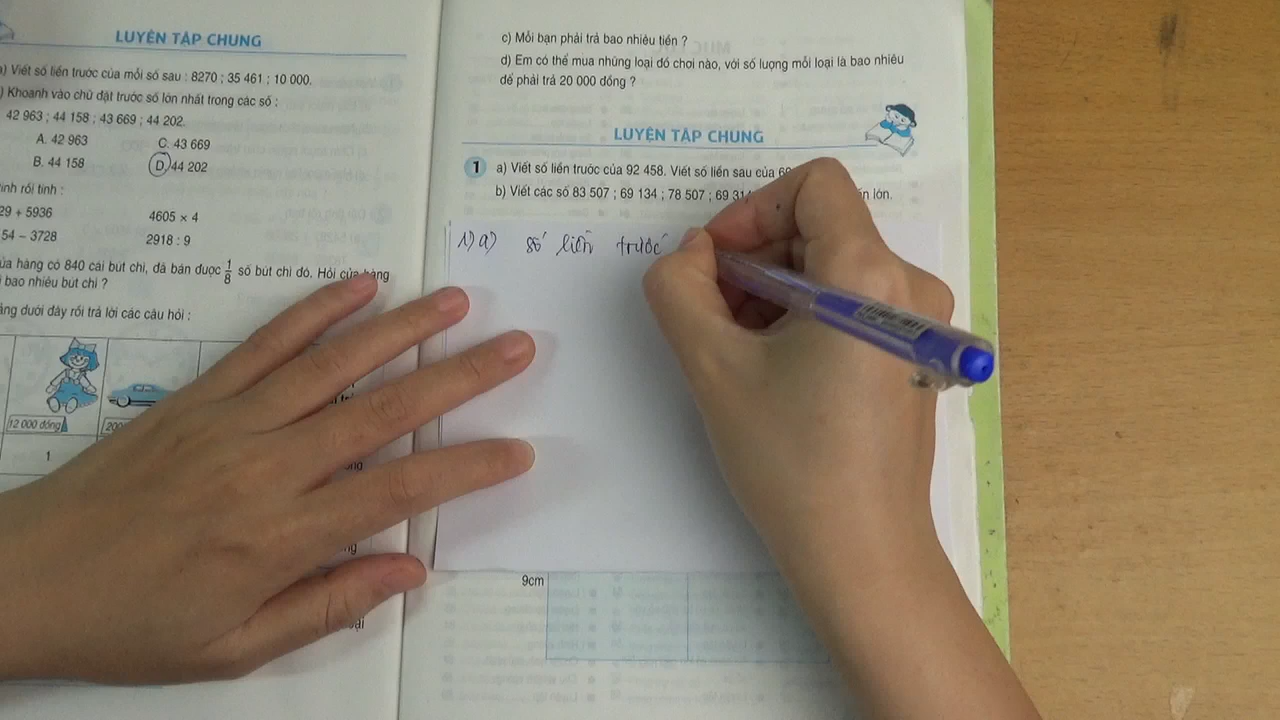 LUYỆN TẬP CHUNG
a) Viết số liền trước của mỗi số sau : 8270 ; 35 461 ; 10 000.
) Khoanh vào chữ đặt trước số lớn nhất trong các số :
42 963 ; 44 158 ; 43 669 ; 44 202.
A. 42 963
C. 43 669
B. 44 158
D. 44 202
tính rồi tính :
29 + 5936
4605 × 4
54 – 3728
2918 : 9
ửa hàng có 840 cái bút chì, đã bán được 1/8 số bút chì đó. Hỏi cửa hàng
bao nhiêu bút chì ?
ảng dưới đây rồi trả lời các câu hỏi :
12 000 đồng
200
1
c) Mỗi bạn phải trả bao nhiêu tiền ?
d) Em có thể mua những loại đồ chơi nào, với số lượng mỗi loại là bao nhiêu
để phải trả 20 000 đồng ?
LUYỆN TẬP CHUNG
1 a) Viết số liền trước của 92 458. Viết số liền sau của 69
b) Viết các số 83 507 ; 69 134 ; 78 507 ; 69 314 lớn.
1) a) số liền trước
9cm